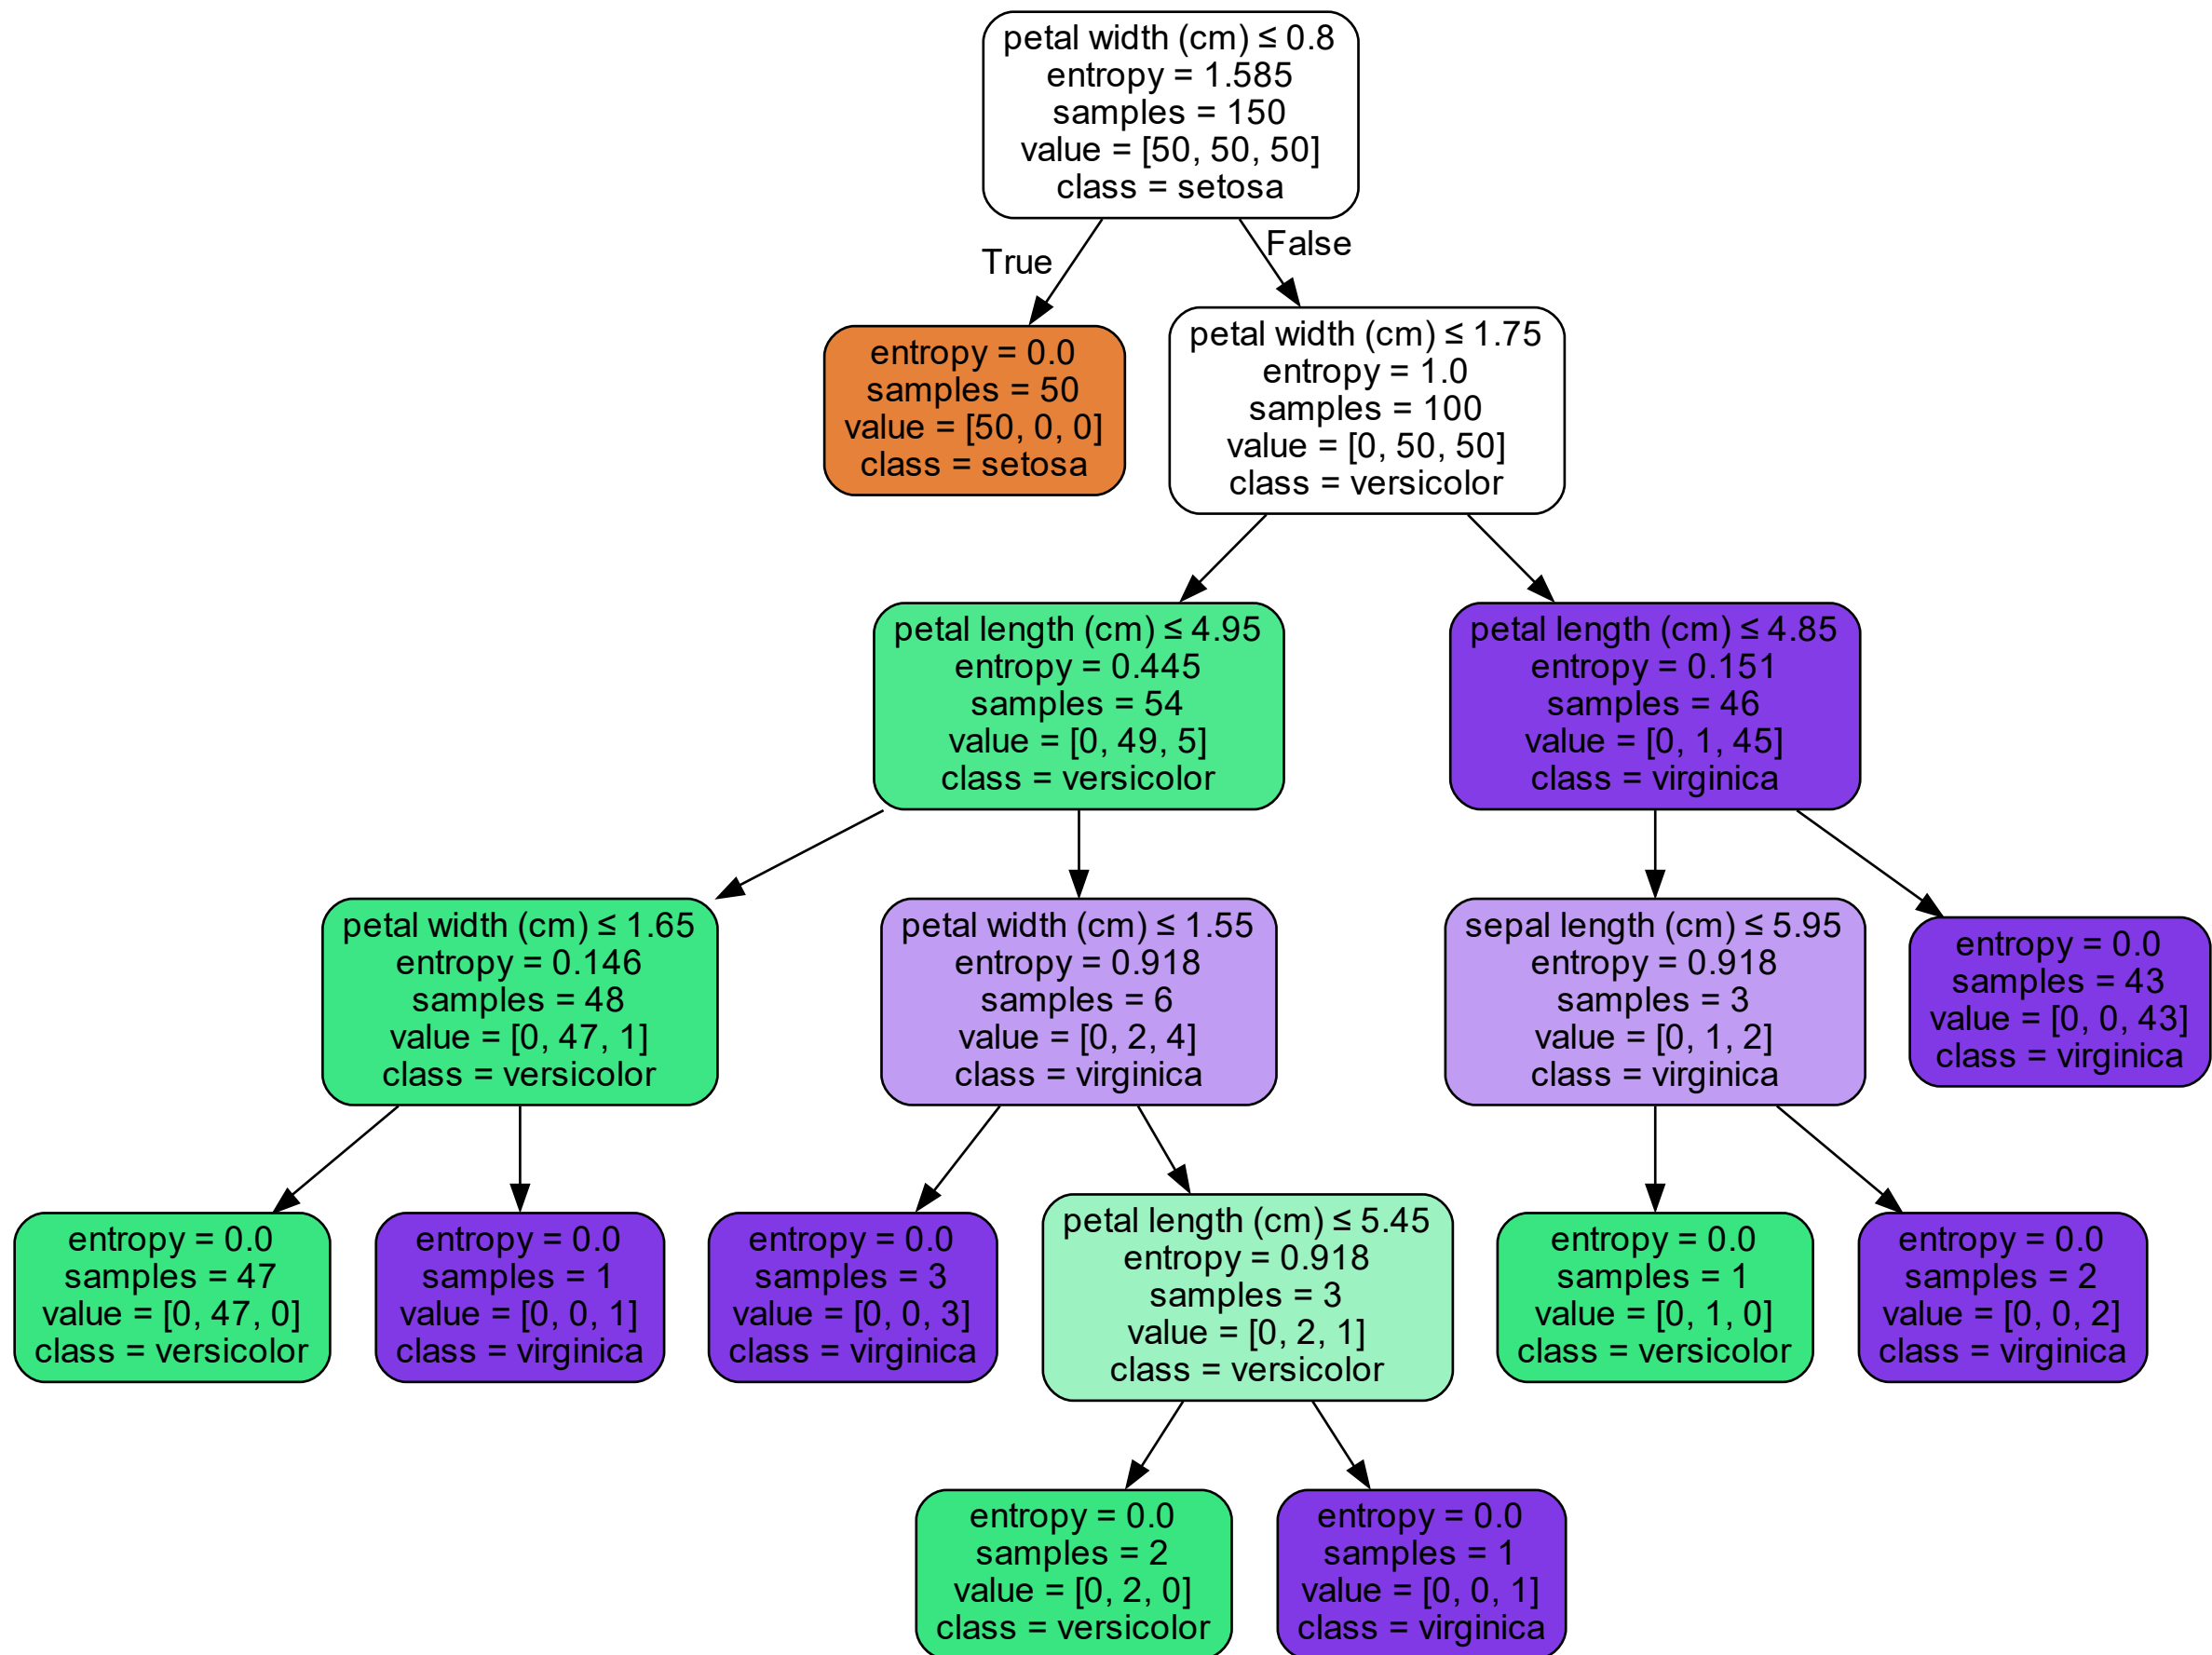 petal width (cm) ≤ 0.8
entropy = 1.585
samples = 150
value = [50, 50, 50]
class = setosa
True
False
entropy = 0.0
samples = 50
value = [50, 0, 0]
class = setosa
petal width (cm) ≤ 1.75
entropy = 1.0
samples = 100
value = [0, 50, 50]
class = versicolor
petal length (cm) ≤ 4.95
entropy = 0.445
samples = 54
value = [0, 49, 5]
class = versicolor
petal length (cm) ≤ 4.85
entropy = 0.151
samples = 46
value = [0, 1, 45]
class = virginica
petal width (cm) ≤ 1.65
entropy = 0.146
samples = 48
value = [0, 47, 1]
class = versicolor
petal width (cm) ≤ 1.55
entropy = 0.918
samples = 6
value = [0, 2, 4]
class = virginica
sepal length (cm) ≤ 5.95
entropy = 0.918
samples = 3
value = [0, 1, 2]
class = virginica
entropy = 0.0
samples = 43
value = [0, 0, 43]
class = virginica
entropy = 0.0
samples = 47
value = [0, 47, 0]
class = versicolor
entropy = 0.0
samples = 1
value = [0, 0, 1]
class = virginica
entropy = 0.0
samples = 3
value = [0, 0, 3]
class = virginica
petal length (cm) ≤ 5.45
entropy = 0.918
samples = 3
value = [0, 2, 1]
class = versicolor
entropy = 0.0
samples = 1
value = [0, 1, 0]
class = versicolor
entropy = 0.0
samples = 2
value = [0, 0, 2]
class = virginica
entropy = 0.0
samples = 2
value = [0, 2, 0]
class = versicolor
entropy = 0.0
samples = 1
value = [0, 0, 1]
class = virginica